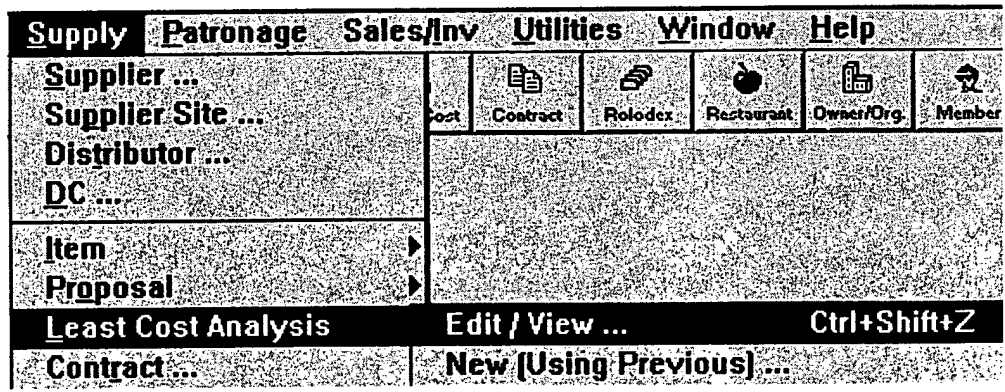 Supply Patronage Sales/Inv Utilities Window Help
Supplier ...
Supplier Site ...
Distributor ...
DC ...
Cost Contract Rolodex Restaurant Owner/Org. Member
Item
Proposal
Least Cost Analysis Edit / View ... Ctrl+Shift+Z
Contract ... New (Using Previous) ...